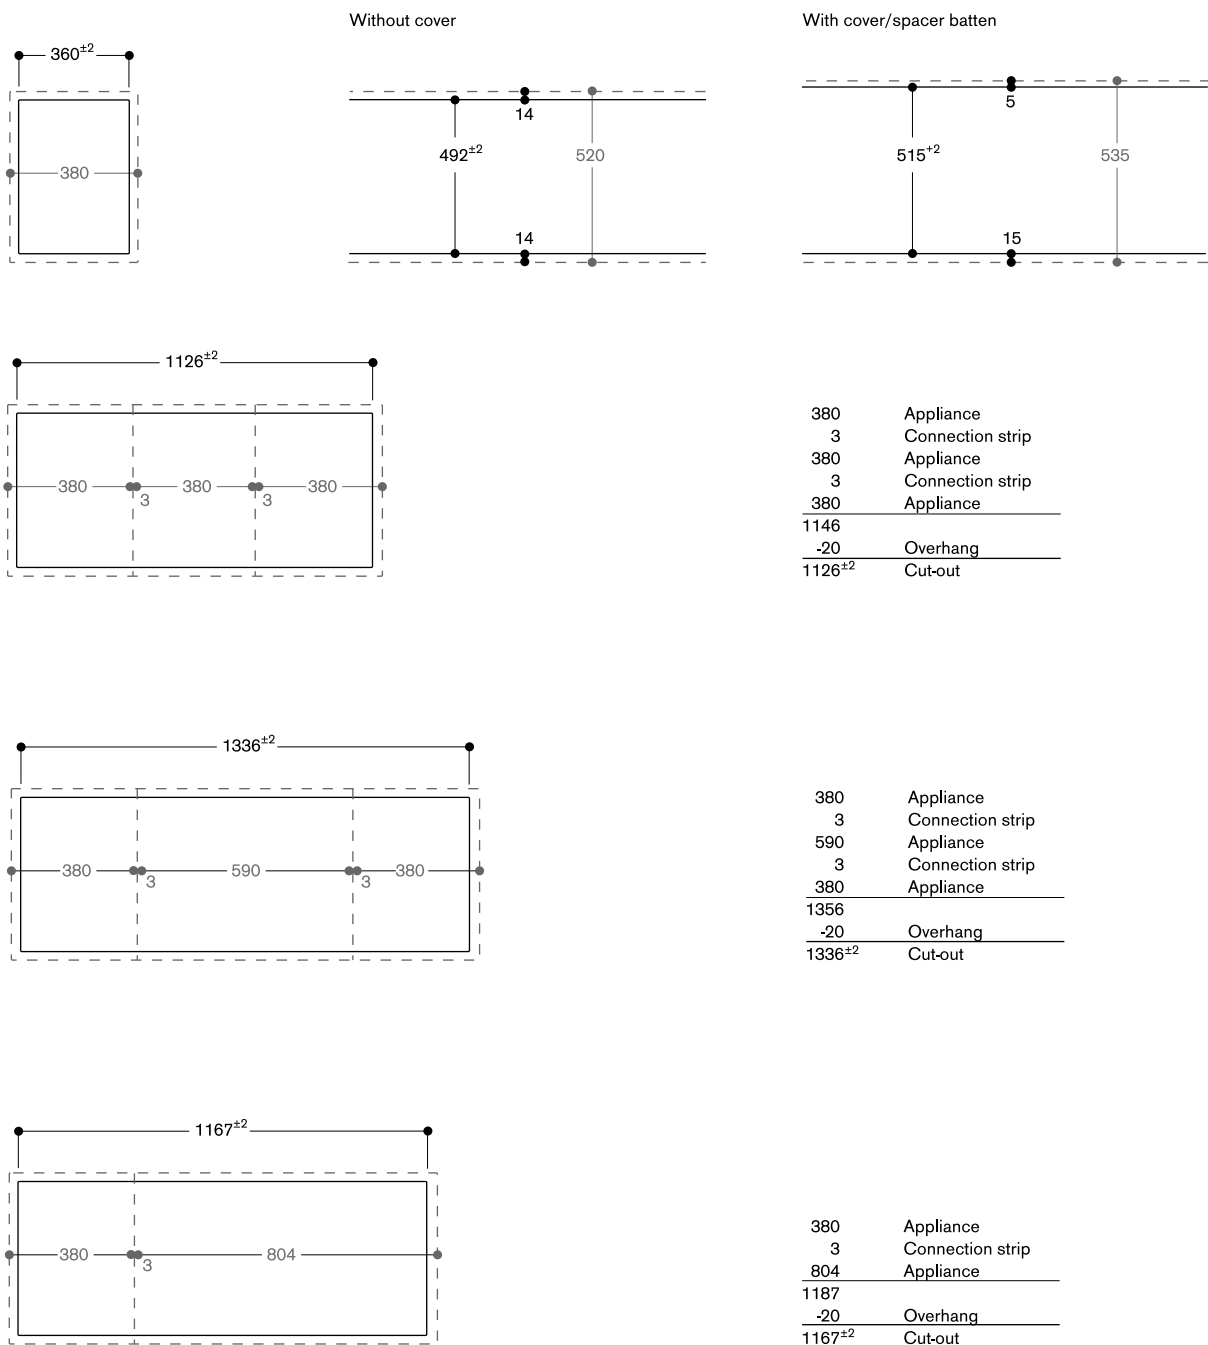 Without cover
With cover/spacer batten
360±2
380
14
492±2
520
14
5
515+2
535
15
1126±2
380
3
380
3
380
380 Appliance
3 Connection strip
380 Appliance
3 Connection strip
380 Appliance
1146
-20 Overhang
1126±2 Cut-out
1336±2
380
3
590
3
380
380 Appliance
3 Connection strip
590 Appliance
3 Connection strip
380 Appliance
1356
-20 Overhang
1336±2 Cut-out
1167±2
380
3
804
380 Appliance
3 Connection strip
804 Appliance
1187
-20 Overhang
1167±2 Cut-out